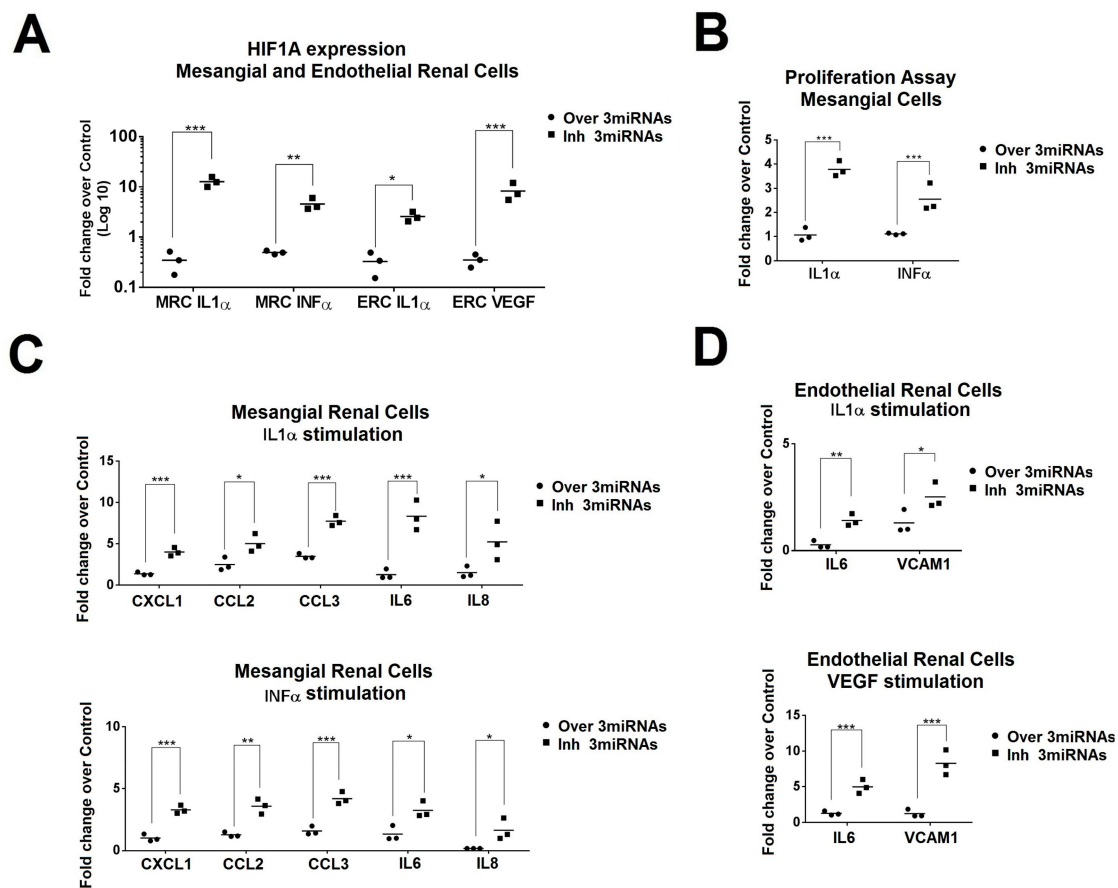 A
HIF1A expression
Mesangial and Endothelial Renal Cells
Over 3miRNAs
Inh 3miRNAs
Fold change over Control
(Log 10)
100
10
1
0.1
***
**
*
***
MRC IL1α
MRC INFα
ERC IL1α
ERC VEGF
B
Proliferation Assay
Mesangial Cells
Over 3miRNAs
Inh 3miRNAs
Fold change over Control
5
4
3
2
1
0
***
***
IL1α
INFα
C
Mesangial Renal Cells
IL1α stimulation
Over 3miRNAs
Inh 3miRNAs
Fold change over Control
15
10
5
0
***
*
***
***
*
CXCL1
CCL2
CCL3
IL6
IL8
Mesangial Renal Cells
INFα stimulation
Over 3miRNAs
Inh 3miRNAs
Fold change over Control
10
5
0
***
**
***
*
*
CXCL1
CCL2
CCL3
IL6
IL8
D
Endothelial Renal Cells
IL1α stimulation
Over 3miRNAs
Inh 3miRNAs
Fold change over Control
5
0
**
*
IL6
VCAM1
Endothelial Renal Cells
VEGF stimulation
Over 3miRNAs
Inh 3miRNAs
Fold change over Control
15
10
5
0
***
***
IL6
VCAM1